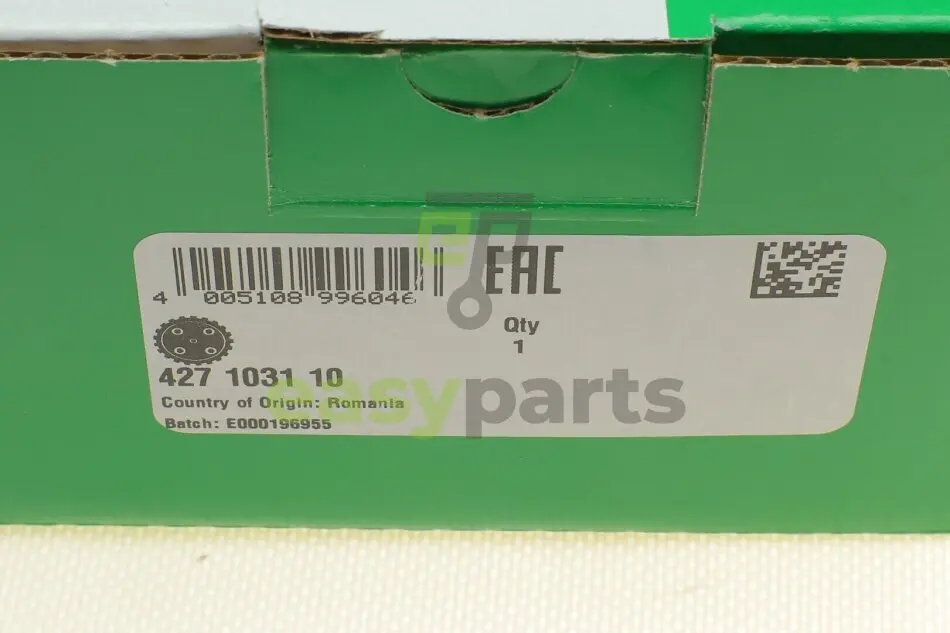 4 005108 996046
EAC
Qty
1
427 1031 10
Country of Origin: Romania
Batch: E000196955
easyparts